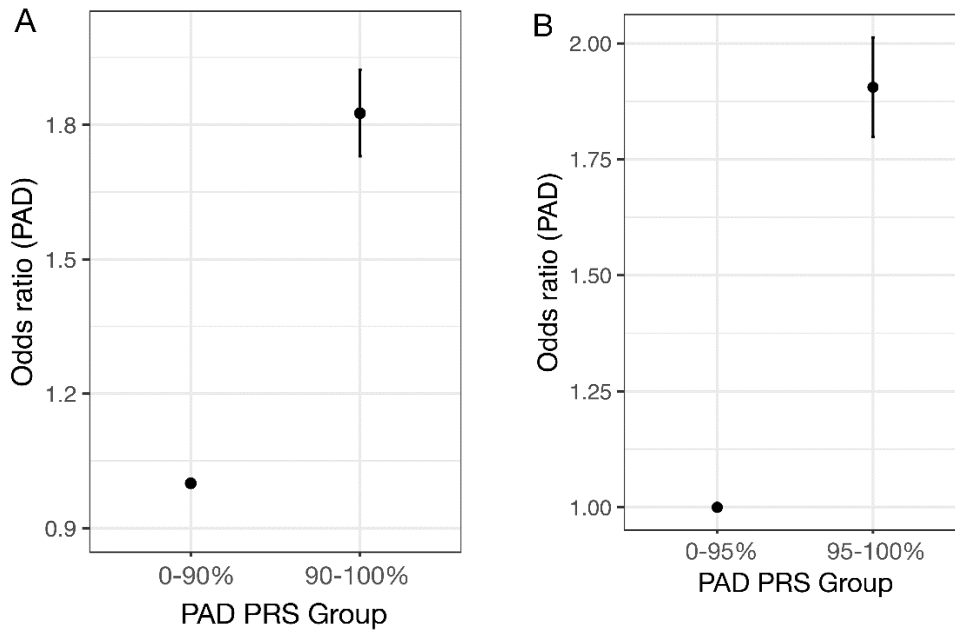 A
Odds ratio (PAD)
1.8
1.5
1.2
0.9
0-90% 90-100%
PAD PRS Group
B
Odds ratio (PAD)
2.00
1.75
1.50
1.25
1.00
0-95% 95-100%
PAD PRS Group